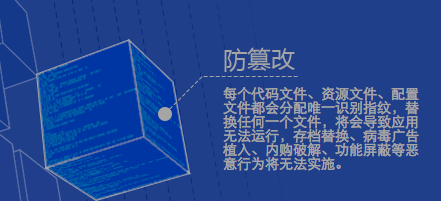 防篡改
每个代码文件、资源文件、配置
文件都会分配唯一识别指纹，替
换任何一个文件，将会导致应用
无法运行，存档替换、病毒广告
植入、内购破解、功能屏蔽等恶
意行为将无法实施。